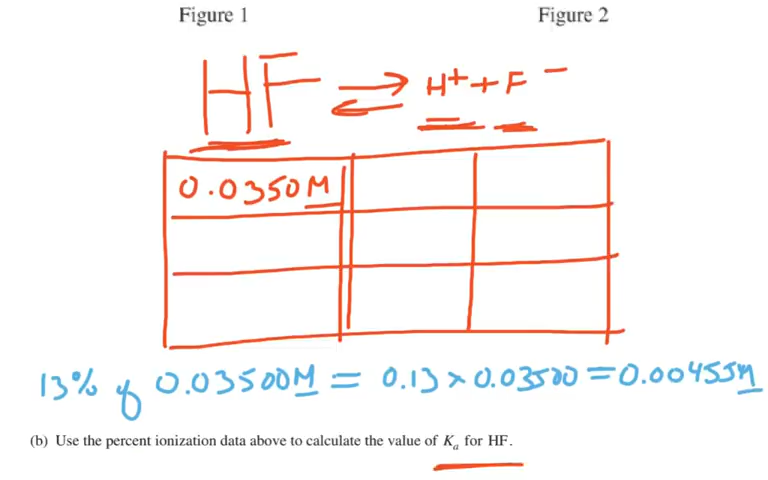 Figure 1 Figure 2
HF ⇌ H⁺ + F⁻
0.0350M
13% of 0.03500M = 0.13 × 0.03500 = 0.00455M
(b) Use the percent ionization data above to calculate the value of Kₐ for HF.